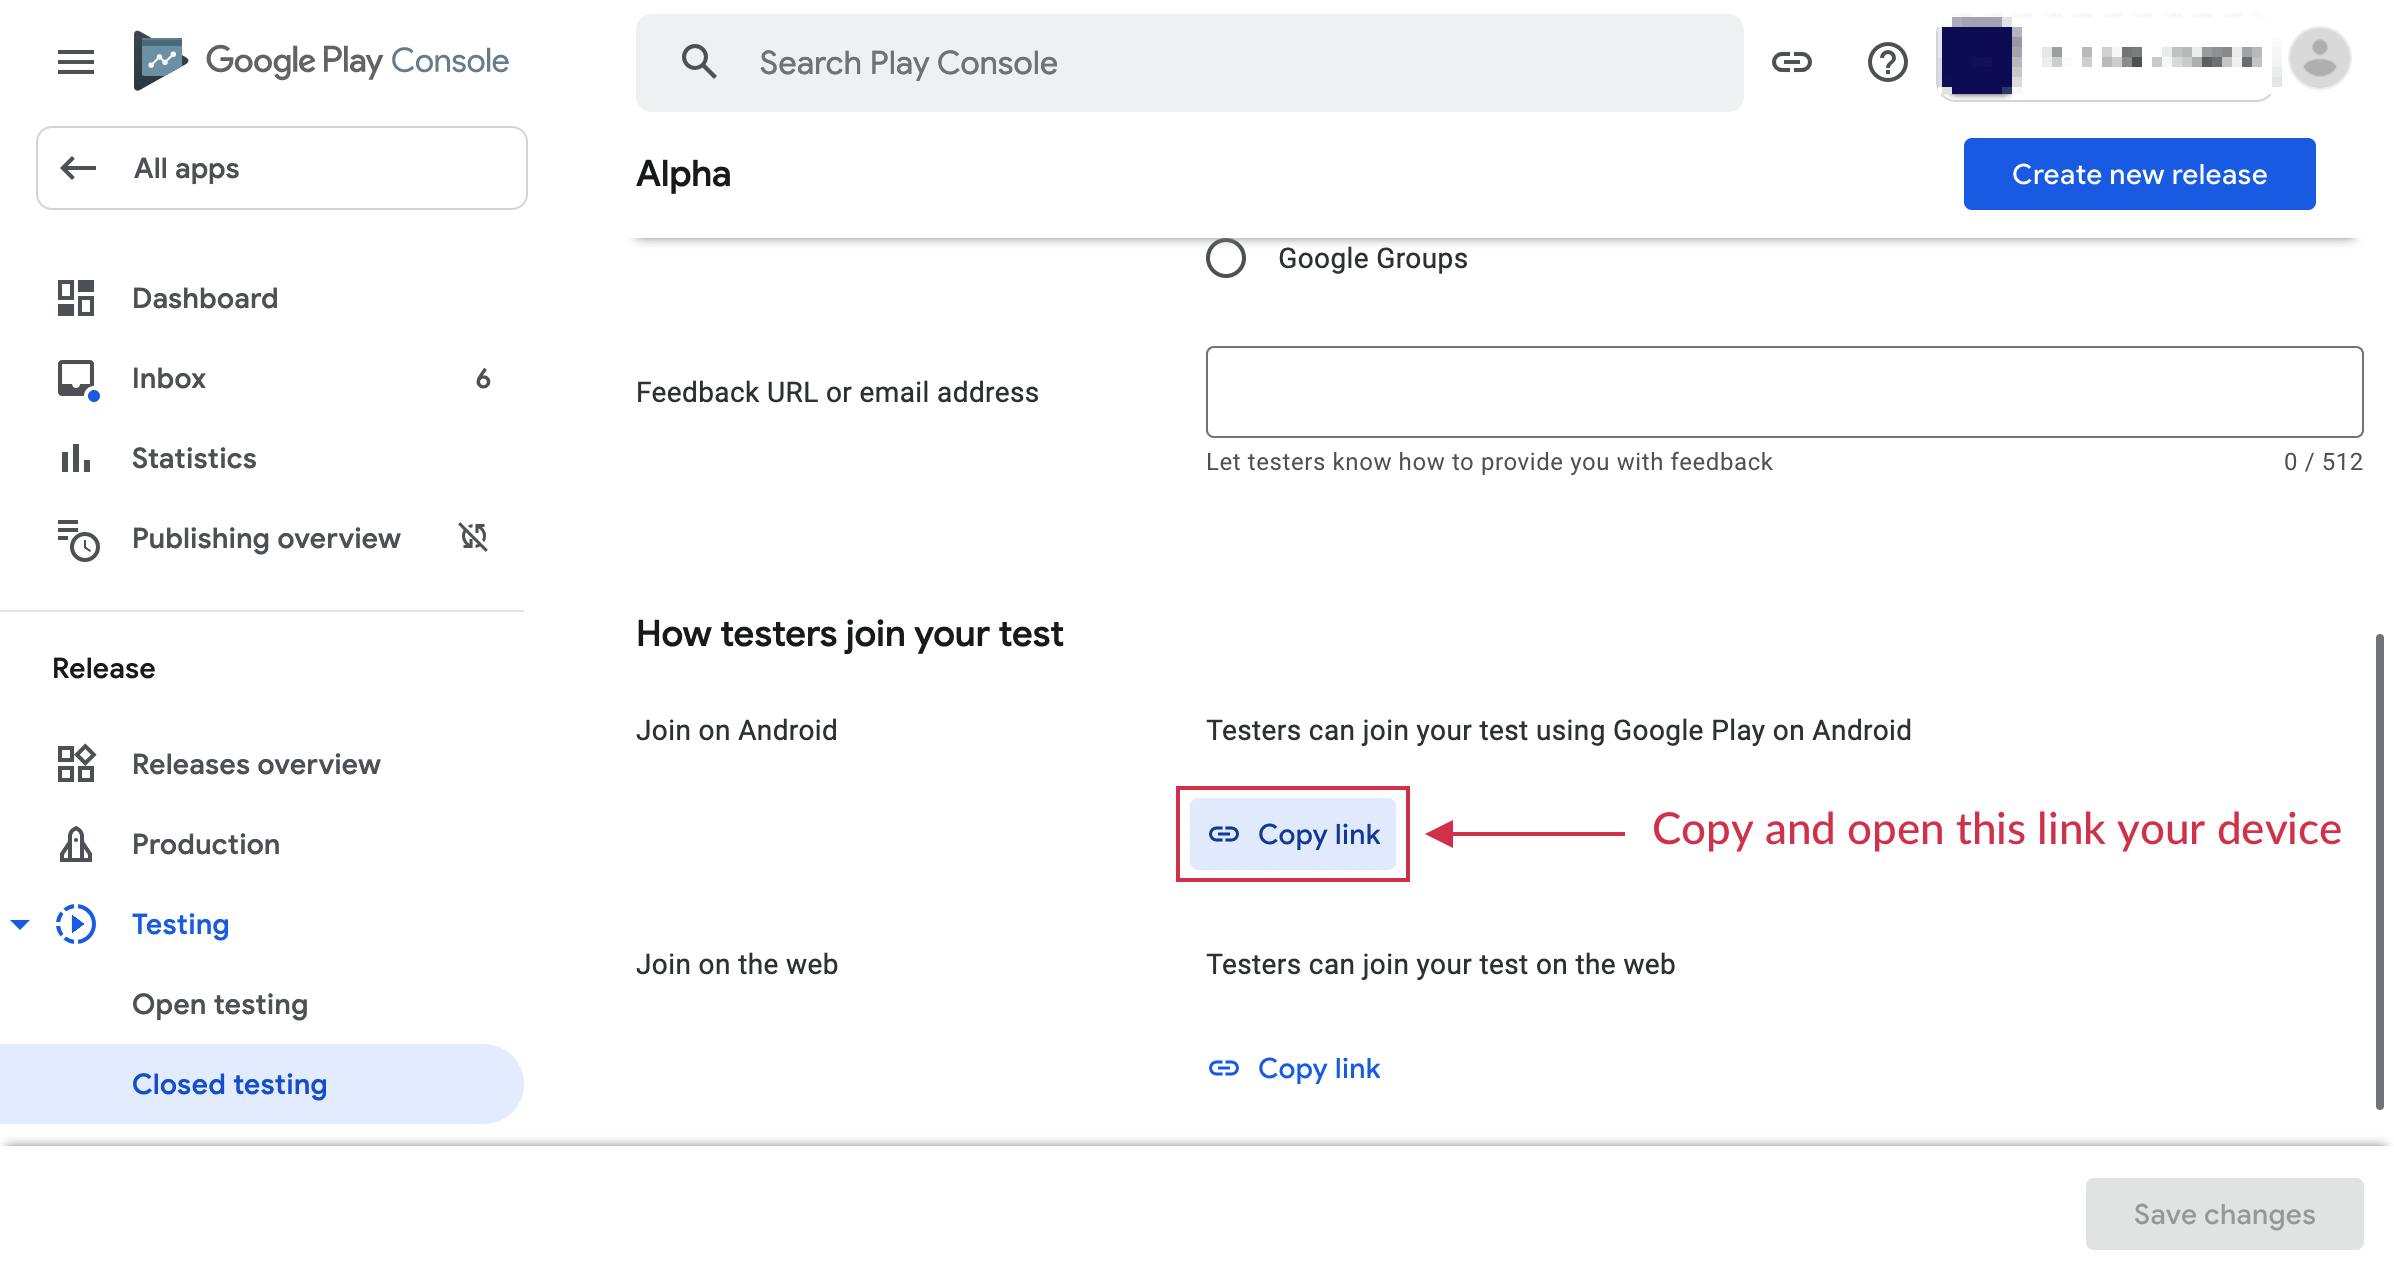 Google Play Console
Search Play Console
All apps
Alpha
Create new release
Dashboard
Inbox 6
Statistics
Publishing overview
Release
Releases overview
Production
Testing
Open testing
Closed testing
Google Groups
Feedback URL or email address
Let testers know how to provide you with feedback 0 / 512
How testers join your test
Join on Android
Testers can join your test using Google Play on Android
Copy link
Copy and open this link your device
Join on the web
Testers can join your test on the web
Copy link
Save changes